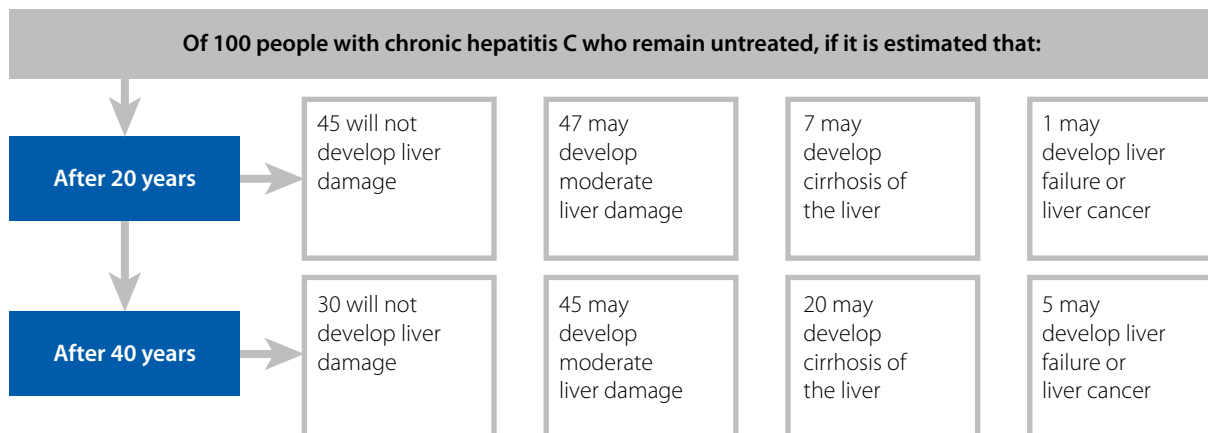 Of 100 people with chronic hepatitis C who remain untreated, if it is estimated that:
After 20 years
45 will not
develop liver
damage
47 may
develop
moderate
liver damage
7 may
develop
cirrhosis of
the liver
1 may
develop liver
failure or
liver cancer
After 40 years
30 will not
develop liver
damage
45 may
develop
moderate
liver damage
20 may
develop
cirrhosis of
the liver
5 may
develop liver
failure or
liver cancer